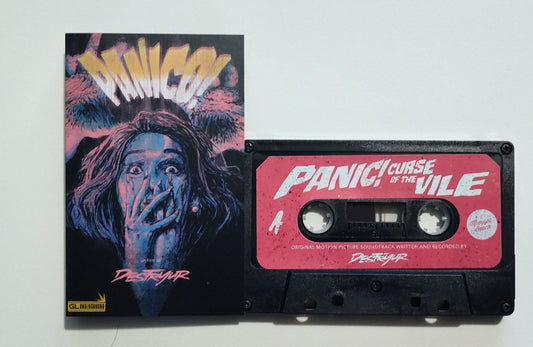 PANICO!
DESTRYUR
PANIC! CURSE
OF THE
VILE
A
ORIGINAL MOTION PICTURE SOUNDTRACK WRITTEN AND RECORDED BY
DESTRYUR